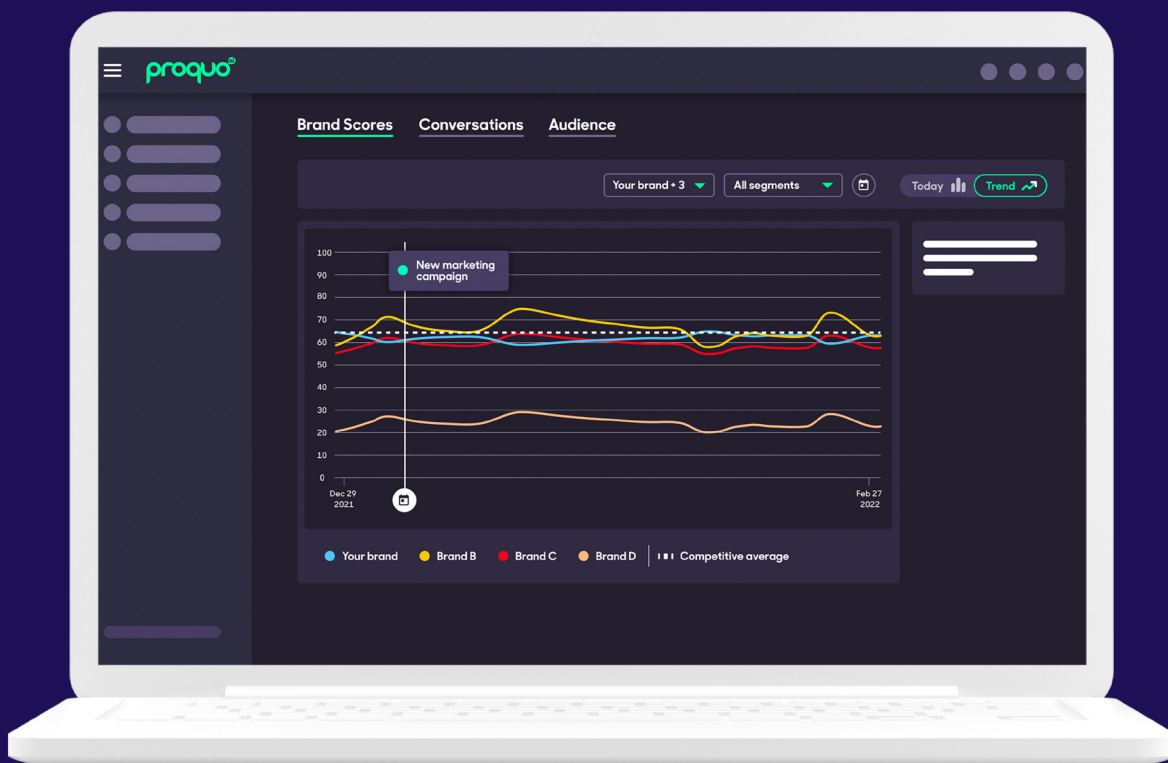 proquo
Brand Scores Conversations Audience
Your brand + 3 All segments Today Trend
100
90
80
70
60
50
40
30
20
10
0
New marketing
campaign
Dec 29
2021
Feb 27
2022
Your brand Brand B Brand C Brand D Competitive average